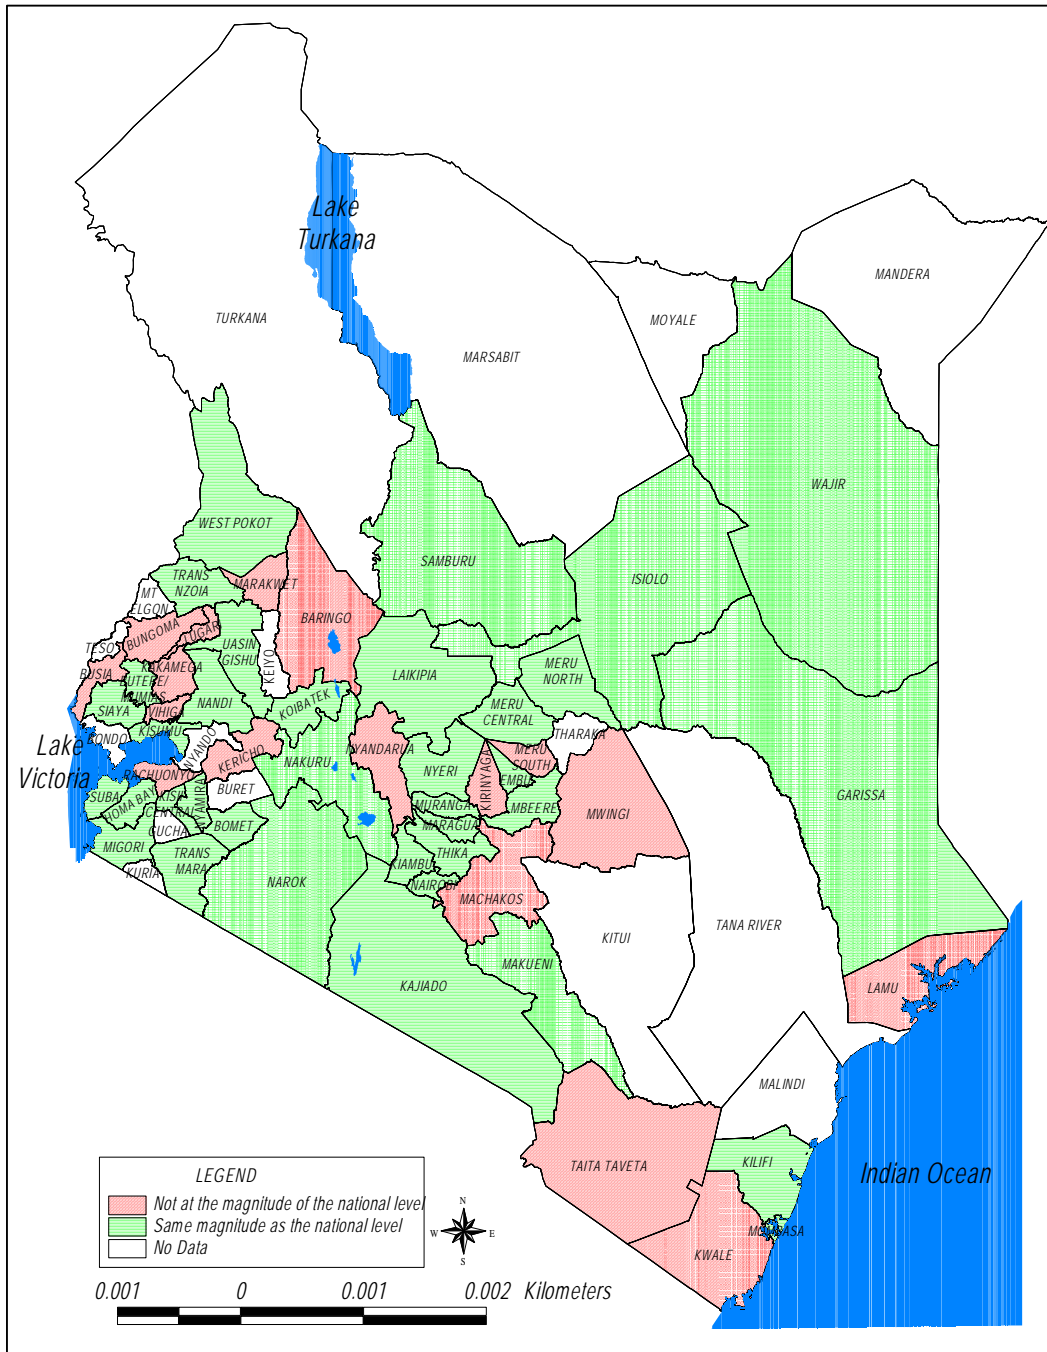 Lake
Turkana
MANDERA
TURKANA
MOYALE
MARSABIT
WAJIR
WEST POKOT
SAMBURU
ISIOLO
TRANS
NZOIA
MARAKWET
MT
ELGON
BARINGO
BUNGOMA
LUGARI
TESO
UASIN
GISHU
KEIYO
BUSIA
KAKAMEGA
BUTERE/
MUMIAS
LAIKIPIA
MERU
NORTH
SIAYA
VIHIGA
NANDI
KOIBATEK
MERU
CENTRAL
THARAKA
BONDO
KISUMU
NYANDO
KERICHO
NAKURU
NYANDARUA
NYERI
KIRINYAGA
MERU
SOUTH
EMBU
Lake
Victoria
RACHUONYO
SUBA
HOMA BAY
KISII
CENTRAL
NYAMIRA
BURET
MURANGA
MBEERE
MWINGI
GARISSA
GUCHA
BOMET
MARAGUA
MIGORI
TRANS
MARA
THIKA
KIAMBU
KURIA
NAROK
NAIROBI
MACHAKOS
KITUI
TANA RIVER
MAKUENI
KAJIADO
LAMU
MALINDI
TAITA TAVETA
KILIFI
Indian Ocean
MOMBASA
KWALE
LEGEND
Not at the magnitude of the national level
Same magnitude as the national level
No Data
N
W E
S
0.001 0 0.001 0.002 Kilometers